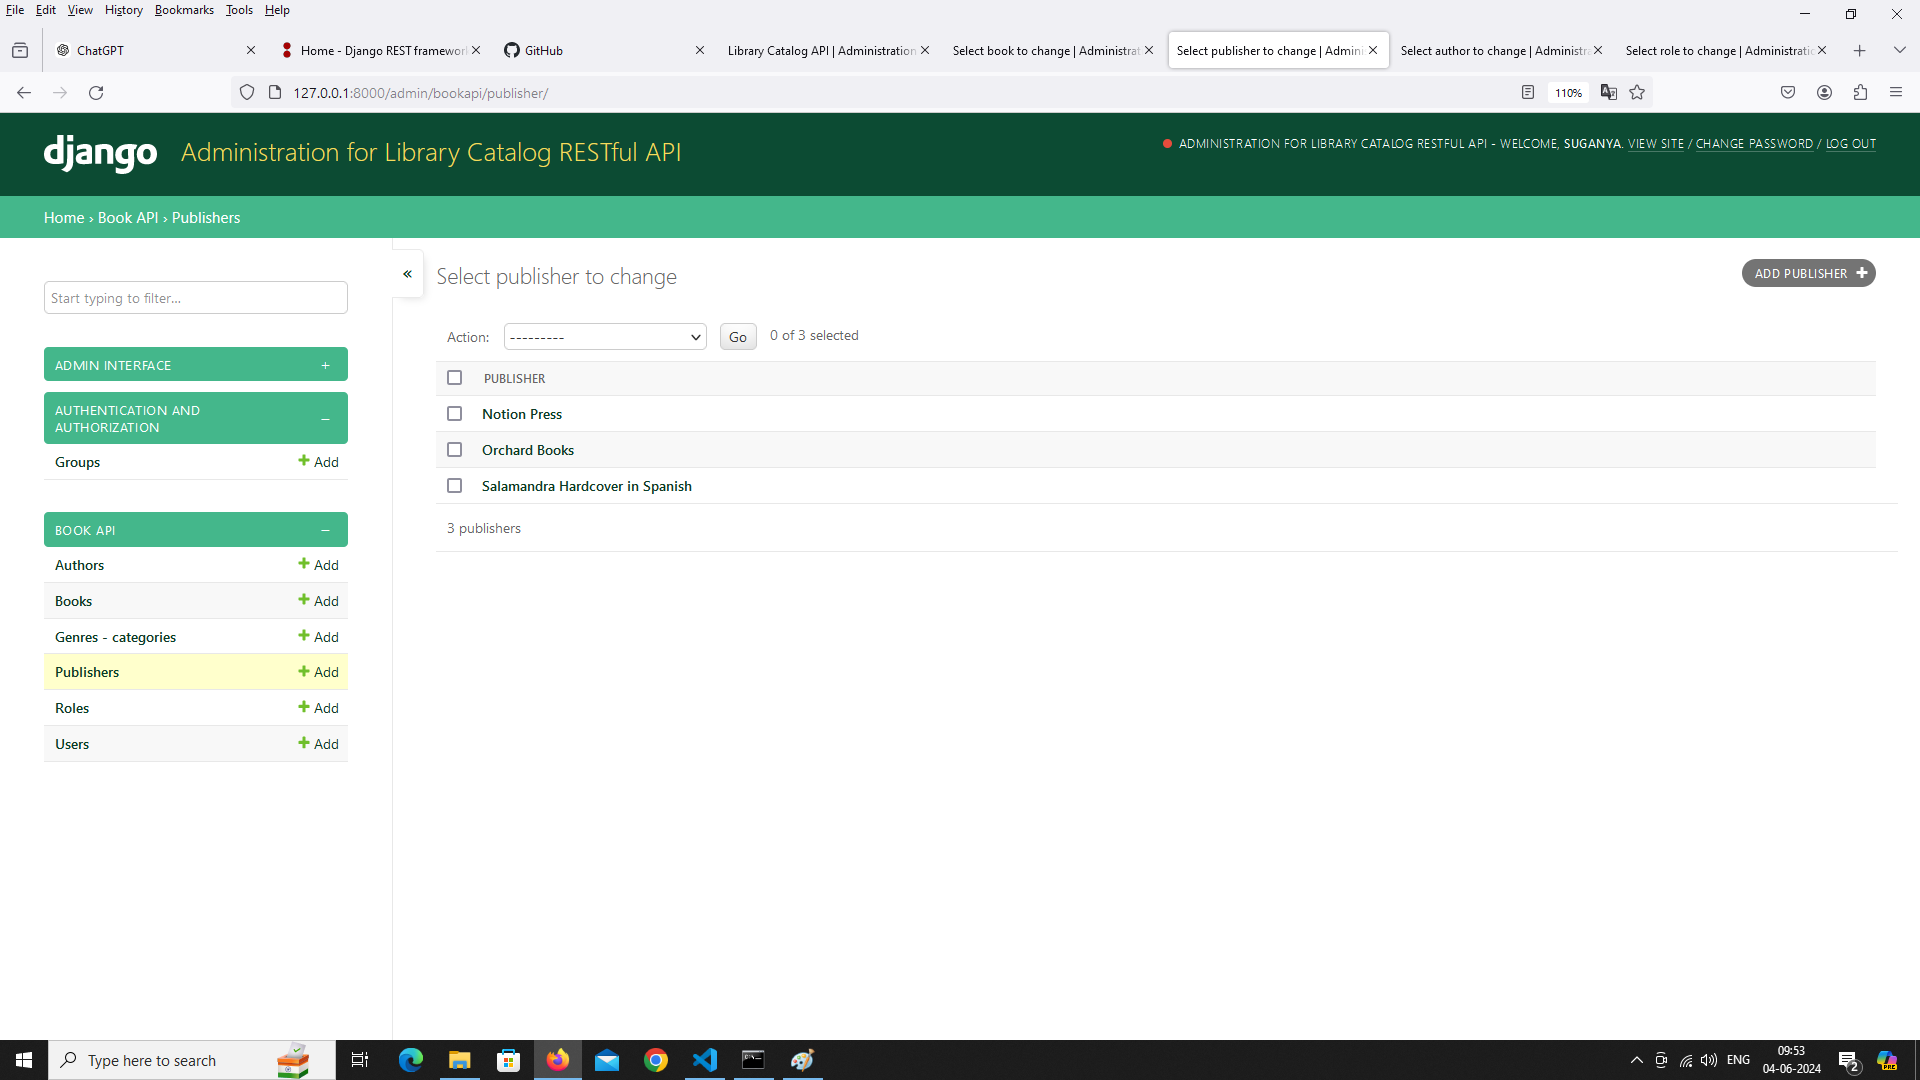 File Edit View History Bookmarks Tools Help
ChatGPT
Home - Django REST framewor
GitHub
Library Catalog API | Administration
Select book to change | Administrat
Select publisher to change | Admini
Select author to change | Administra
Select role to change | Administratio
127.0.0.1:8000/admin/bookapi/publisher/
110%
django
Administration for Library Catalog RESTful API
ADMINISTRATION FOR LIBRARY CATALOG RESTFUL API - WELCOME, SUGANYA. VIEW SITE / CHANGE PASSWORD / LOG OUT
Home › Book API › Publishers
«
Select publisher to change
ADD PUBLISHER +
Start typing to filter...
Action: --------- Go 0 of 3 selected
ADMIN INTERFACE +
AUTHENTICATION AND
AUTHORIZATION −
Groups + Add
BOOK API −
Authors + Add
Books + Add
Genres - categories + Add
Publishers + Add
Roles + Add
Users + Add
PUBLISHER
Notion Press
Orchard Books
Salamandra Hardcover in Spanish
3 publishers
Type here to search
ENG
09:53
04-06-2024
2
PRE